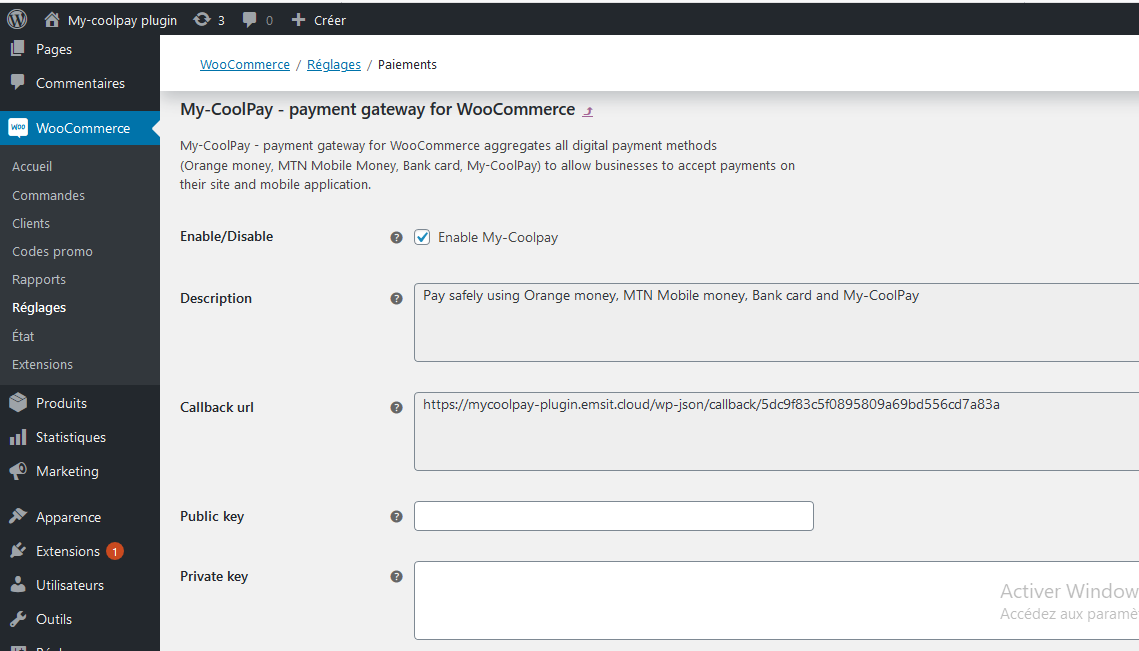 My-coolpay plugin 3 0 Créer
Pages
Commentaires
WooCommerce
Accueil
Commandes
Clients
Codes promo
Rapports
Réglages
État
Extensions
Produits
Statistiques
Marketing
Apparence
Extensions 1
Utilisateurs
Outils
WooCommerce / Réglages / Paiements
My-CoolPay - payment gateway for WooCommerce
My-CoolPay - payment gateway for WooCommerce aggregates all digital payment methods
(Orange money, MTN Mobile Money, Bank card, My-CoolPay) to allow businesses to accept payments on
their site and mobile application.
Enable/Disable ? Enable My-Coolpay
Description ? Pay safely using Orange money, MTN Mobile money, Bank card and My-CoolPay
Callback url ? https://mycoolpay-plugin.emsit.cloud/wp-json/callback/5dc9f83c5f0895809a69bd556cd7a83a
Public key ?
Private key ?
Activer Window
Accédez aux paramè